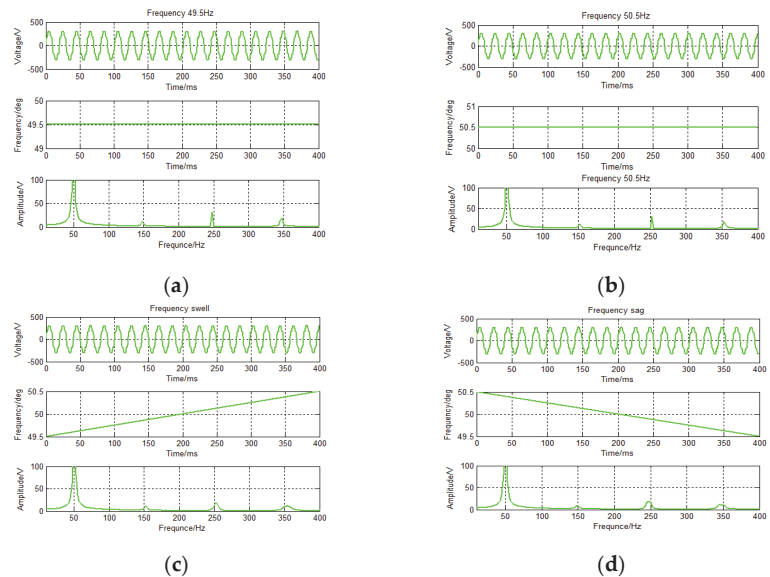 Frequency 49.5Hz
500
0
-500
Voltage/V
0 50 100 150 200 250 300 350 400
Time/ms
50
49.5
49
Frequency/deg
0 50 100 150 200 250 300 350 400
Time/ms
100
50
0
Amplitude/V
50 100 150 200 250 300 350 400
Frequnce/Hz
(a)
Frequency 50.5Hz
500
0
-500
Voltage/V
0 50 100 150 200 250 300 350 400
Time/ms
51
50.5
50
Frequency/deg
0 50 100 150 200 250 300 350 400
Time/ms
Frequency 50.5Hz
100
50
0
Amplitude/V
50 100 150 200 250 300 350 400
Frequnce/Hz
(b)
Frequency swell
500
0
-500
Voltage/V
0 50 100 150 200 250 300 350 400
Time/ms
50.5
50
49.5
Frequency/deg
0 50 100 150 200 250 300 350 400
Time/ms
100
50
0
Amplitude/V
50 100 150 200 250 300 350 400
Frequnce/Hz
(c)
Frequency sag
500
0
-500
Voltage/V
0 50 100 150 200 250 300 350 400
Time/ms
50.5
50
49.5
Frequency/deg
0 50 100 150 200 250 300 350 400
Time/ms
100
50
0
Amplitude/V
50 100 150 200 250 300 350 400
Frequnce/Hz
(d)